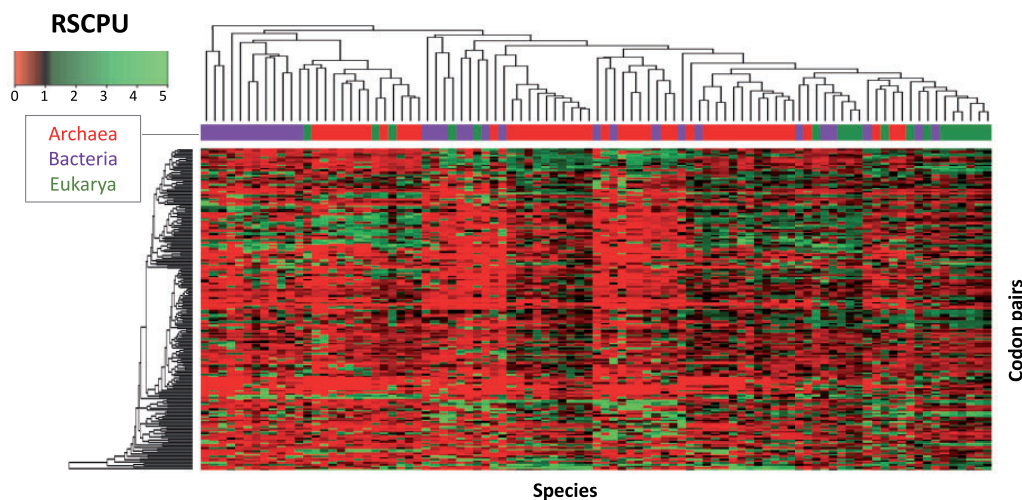 RSCPU
0 1 2 3 4 5
Archaea
Bacteria
Eukarya
Codon pairs
Species